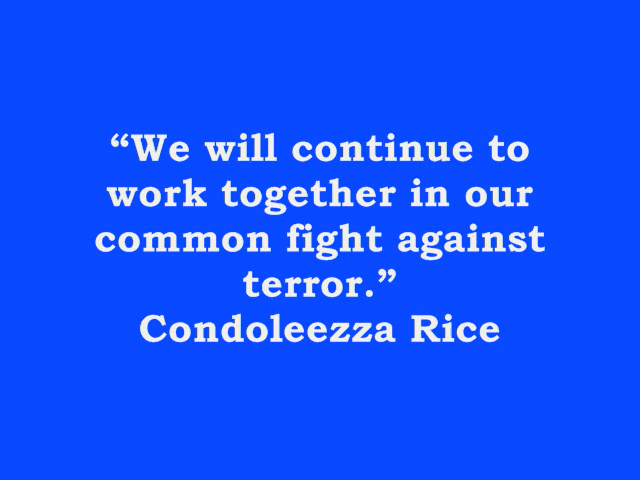 “We will continue to
work together in our
common fight against
terror.”
Condoleezza Rice